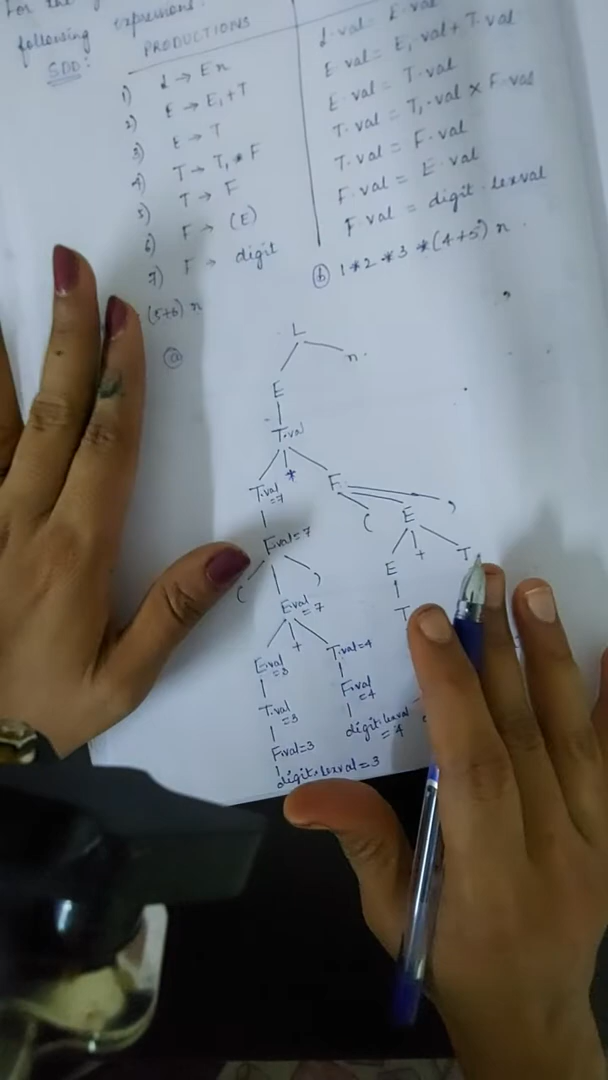 For the
following expressions.
SDD:
PRODUCTIONS
1) L → En L.val = E.val
2) E → E₁ + T E.val = E₁.val + T.val
3) E → T E.val = T.val
4) T → T₁ * F T.val = T₁.val × F.val
5) T → F T.val = F.val
6) F → (E) F.val = E.val
7) F → digit F.val = digit.lexval
(5+6) n (b) 1*2*3*(4+5) n.
(a)
L
n.
E
T.val
T.val =7 * F
( E )
F.val=7 E + T
( E.val =7 ) T
E.val =3 + T.val=4
T.val =3 F.val =4
F.val=3 digit.lexval = 4
digit.lexval = 3